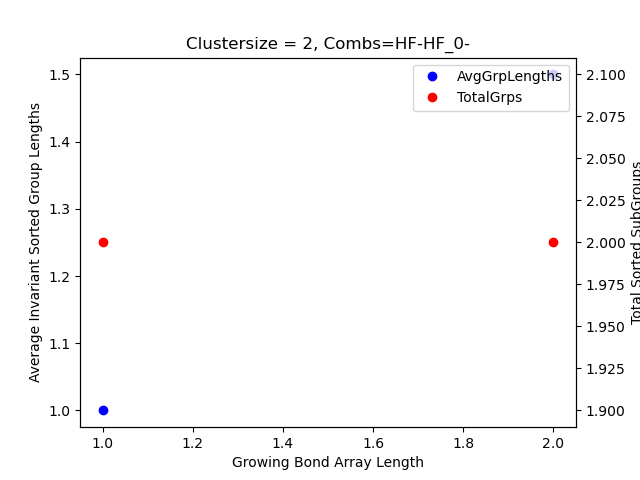 Clustersize = 2, Combs=HF-HF_0-
AvgGrpLengths
TotalGrps
1.5
1.4
1.3
1.2
1.1
1.0
Average Invariant Sorted Group Lengths
2.100
2.075
2.050
2.025
2.000
1.975
1.950
1.925
1.900
Total Sorted SubGroups
1.0 1.2 1.4 1.6 1.8 2.0
Growing Bond Array Length